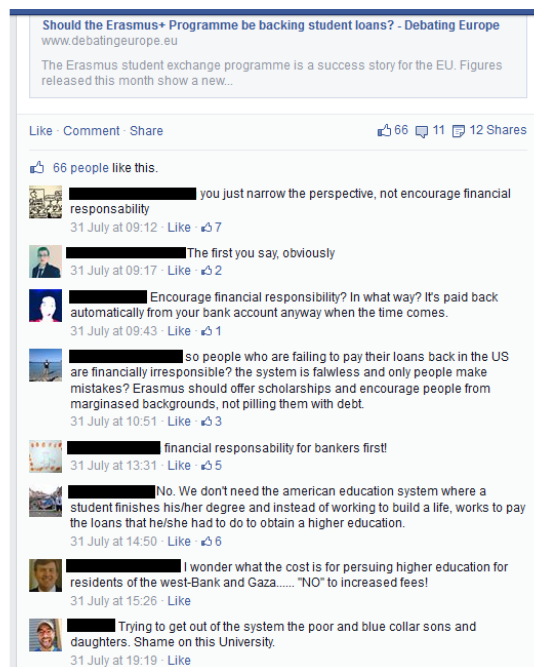 Should the Erasmus+ Programme be backing student loans? - Debating Europe
www.debatingeurope.eu
The Erasmus student exchange programme is a success story for the EU. Figures
released this month show a new...
Like · Comment · Share 66 11 12 Shares
66 people like this.
you just narrow the perspective, not encourage financial
responsability
31 July at 09:12 · Like · 7
The first you say, obviously
31 July at 09:17 · Like · 2
Encourage financial responsibility? In what way? It's paid back
automatically from your bank account anyway when the time comes.
31 July at 09:43 · Like · 1
so people who are failing to pay their loans back in the US
are financially irresponsible? the system is falwless and only people make
mistakes? Erasmus should offer scholarships and encourage people from
marginased backgrounds, not pilling them with debt.
31 July at 10:51 · Like · 3
financial responsability for bankers first!
31 July at 13:31 · Like · 5
No. We don't need the american education system where a
student finishes his/her degree and instead of working to build a life, works to pay
the loans that he/she had to do to obtain a higher education.
31 July at 14:50 · Like · 6
I wonder what the cost is for persuing higher education for
residents of the west-Bank and Gaza...... "NO" to increased fees!
31 July at 15:26 · Like
Trying to get out of the system the poor and blue collar sons and
daughters. Shame on this University.
31 July at 19:19 · Like